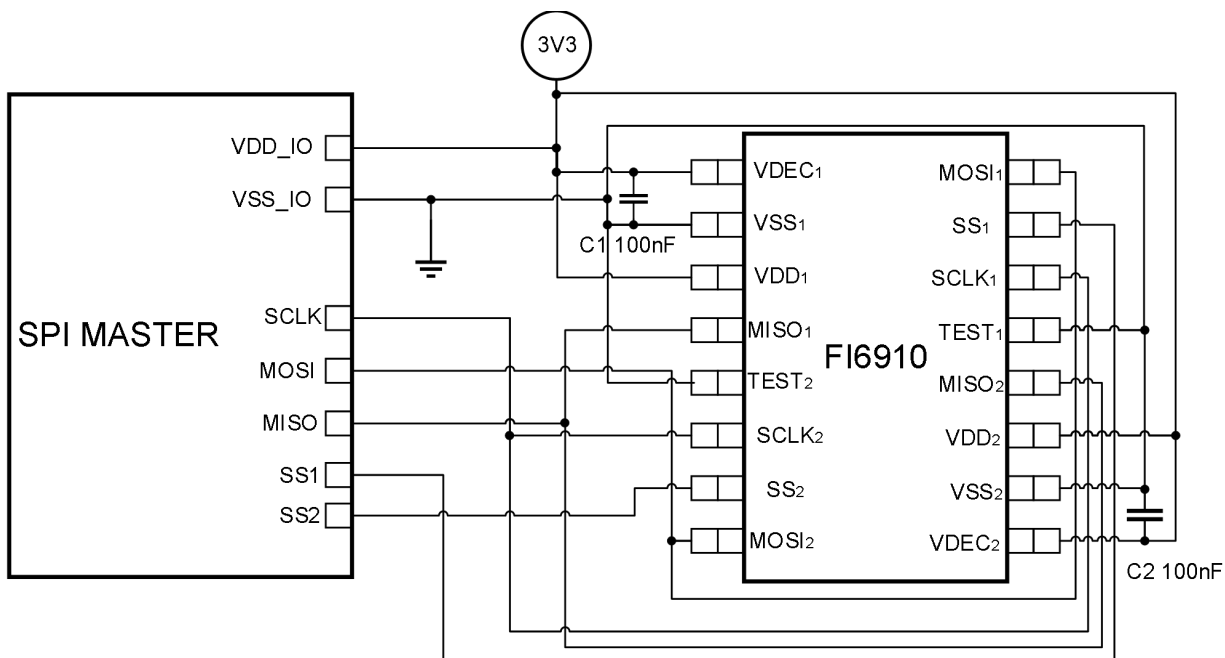 3V3
VDD_IO
VSS_IO
SCLK
MOSI
MISO
SS1
SS2
SPI MASTER
C1 100nF
VDEC1
VSS1
VDD1
MISO1
TEST2
SCLK2
SS2
MOSI2
FI6910
MOSI1
SS1
SCLK1
TEST1
MISO2
VDD2
VSS2
VDEC2
C2 100nF